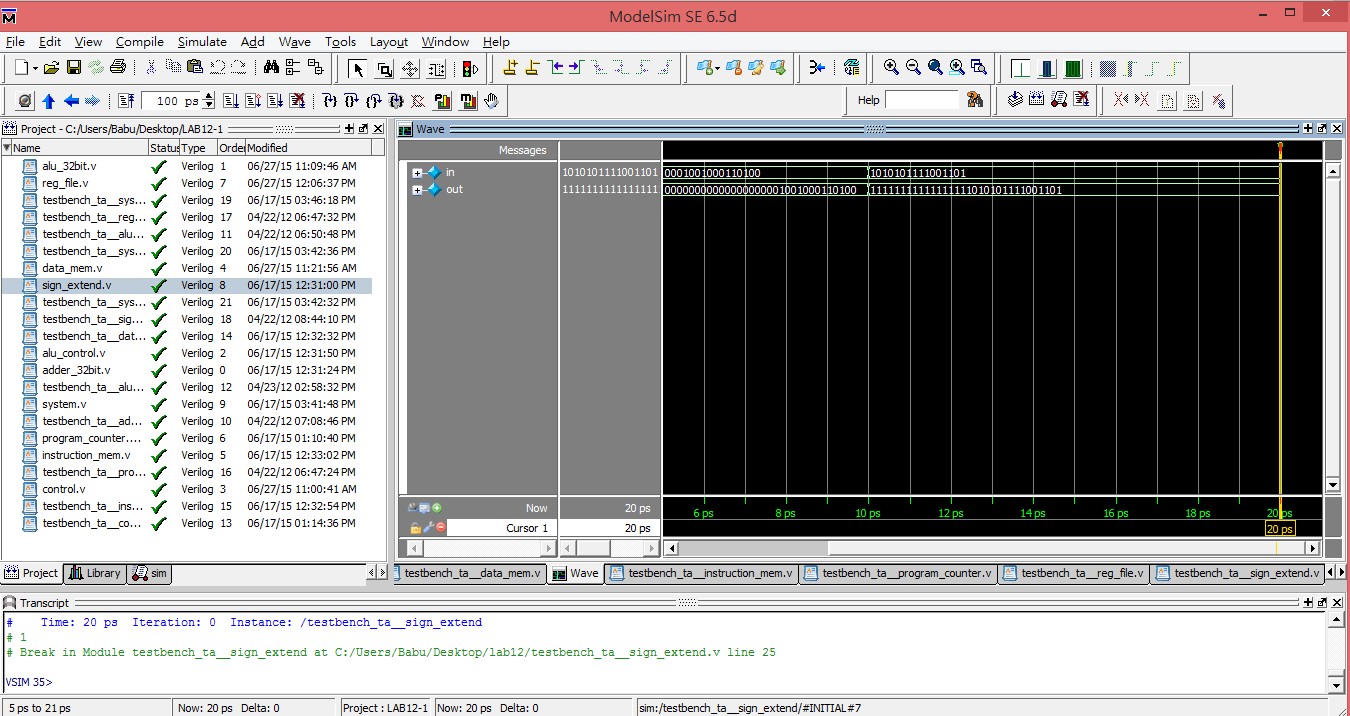 ModelSim SE 6.5d
File Edit View Compile Simulate Add Wave Tools Layout Window Help
100 ps
Help
Project - C:/Users/Babu/Desktop/LAB12-1
Name Status Type Order Modified
alu_32bit.v Verilog 1 06/27/15 11:09:46 AM
reg_file.v Verilog 7 06/27/15 12:06:37 PM
testbench_ta__sys... Verilog 19 06/17/15 03:46:18 PM
testbench_ta__reg... Verilog 17 04/22/12 06:47:32 PM
testbench_ta__alu... Verilog 11 04/22/12 06:50:48 PM
testbench_ta__sys... Verilog 20 06/17/15 03:42:36 PM
data_mem.v Verilog 4 06/27/15 11:21:56 AM
sign_extend.v Verilog 8 06/17/15 12:31:00 PM
testbench_ta__sys... Verilog 21 06/17/15 03:42:32 PM
testbench_ta__sig... Verilog 18 04/22/12 08:44:10 PM
testbench_ta__dat... Verilog 14 06/17/15 12:32:32 PM
alu_control.v Verilog 2 06/17/15 12:31:50 PM
adder_32bit.v Verilog 0 06/17/15 12:31:24 PM
testbench_ta__alu... Verilog 12 04/23/12 02:58:32 PM
system.v Verilog 9 06/17/15 03:41:48 PM
testbench_ta__ad... Verilog 10 04/22/12 07:08:46 PM
program_counter.... Verilog 6 06/17/15 01:10:40 PM
instruction_mem.v Verilog 5 06/17/15 12:33:02 PM
testbench_ta__pro... Verilog 16 04/22/12 06:47:24 PM
control.v Verilog 3 06/27/15 11:00:41 AM
testbench_ta__ins... Verilog 15 06/17/15 12:32:54 PM
testbench_ta__co... Verilog 13 06/17/15 01:14:36 PM
Project Library sim
Wave
Messages
in 1010101111001101 0001001000110100 1010101111001101
out 1111111111111111 00000000000000000001001000110100 11111111111111111010101111001101
Now 20 ps 6 ps 8 ps 10 ps 12 ps 14 ps 16 ps 18 ps 20 ps
Cursor 1 20 ps 20 ps
testbench_ta__data_mem.v Wave testbench_ta__instruction_mem.v testbench_ta__program_counter.v testbench_ta__reg_file.v testbench_ta__sign_extend.v
Transcript
# Time: 20 ps Iteration: 0 Instance: /testbench_ta__sign_extend
# 1
# Break in Module testbench_ta__sign_extend at C:/Users/Babu/Desktop/lab12/testbench_ta__sign_extend.v line 25
VSIM 35>
5 ps to 21 ps Now: 20 ps Delta: 0 Project : LAB12-1 Now: 20 ps Delta: 0 sim:/testbench_ta__sign_extend/#INITIAL#7